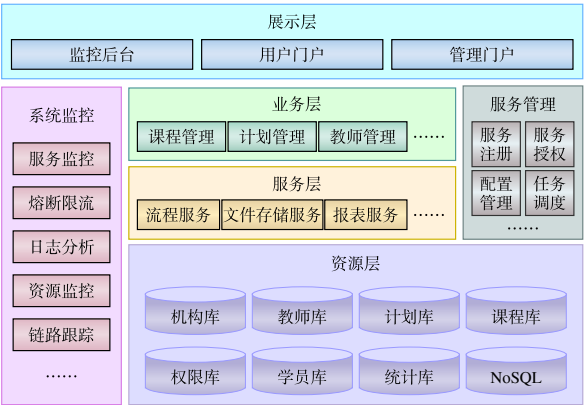 展示层
监控后台 用户门户 管理门户
系统监控
服务监控
熔断限流
日志分析
资源监控
链路跟踪
……
业务层
课程管理 计划管理 教师管理 ……
服务层
流程服务 文件存储服务 报表服务 ……
服务管理
服务注册 服务授权
配置管理 任务调度
……
资源层
机构库 教师库 计划库 课程库
权限库 学员库 统计库 NoSQL